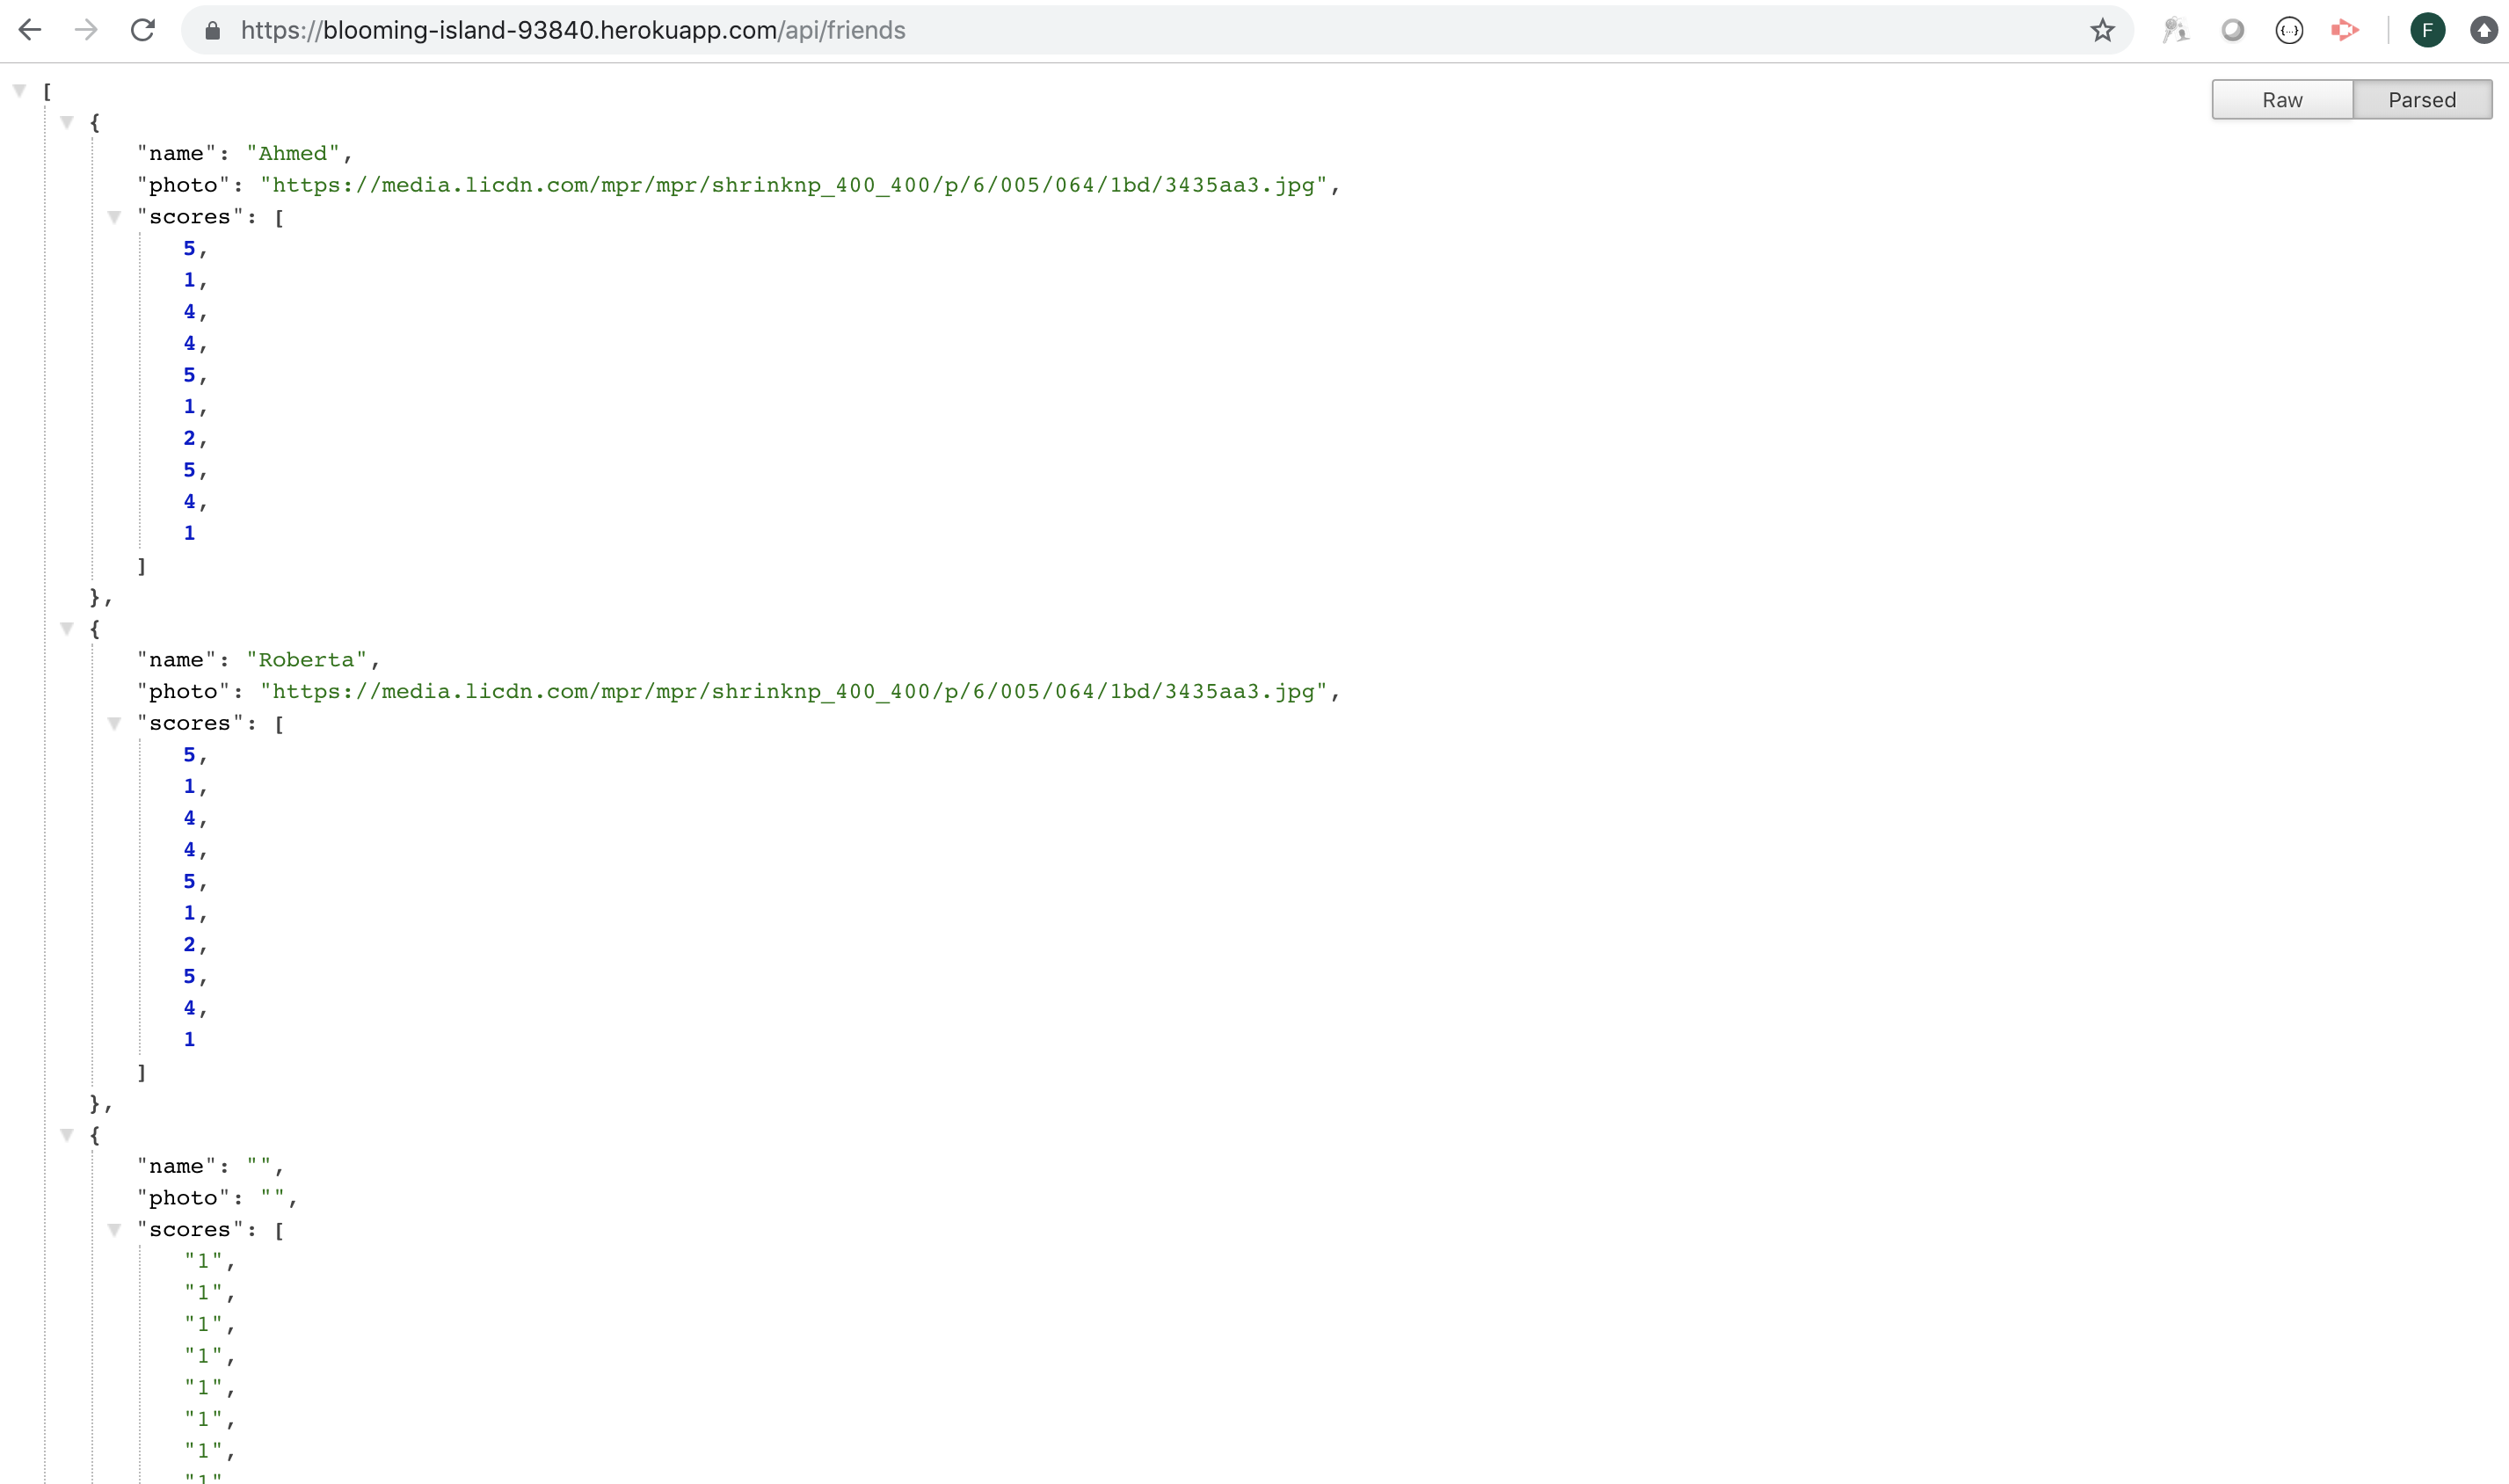 https://blooming-island-93840.herokuapp.com/api/friends
{...}
F
Raw
Parsed
[
{
"name": "Ahmed",
"photo": "https://media.licdn.com/mpr/mpr/shrinknp_400_400/p/6/005/064/1bd/3435aa3.jpg",
"scores": [
5,
1,
4,
4,
5,
1,
2,
5,
4,
1
]
},
{
"name": "Roberta",
"photo": "https://media.licdn.com/mpr/mpr/shrinknp_400_400/p/6/005/064/1bd/3435aa3.jpg",
"scores": [
5,
1,
4,
4,
5,
1,
2,
5,
4,
1
]
},
{
"name": "",
"photo": "",
"scores": [
"1",
"1",
"1",
"1",
"1",
"1",
"1",
"1"